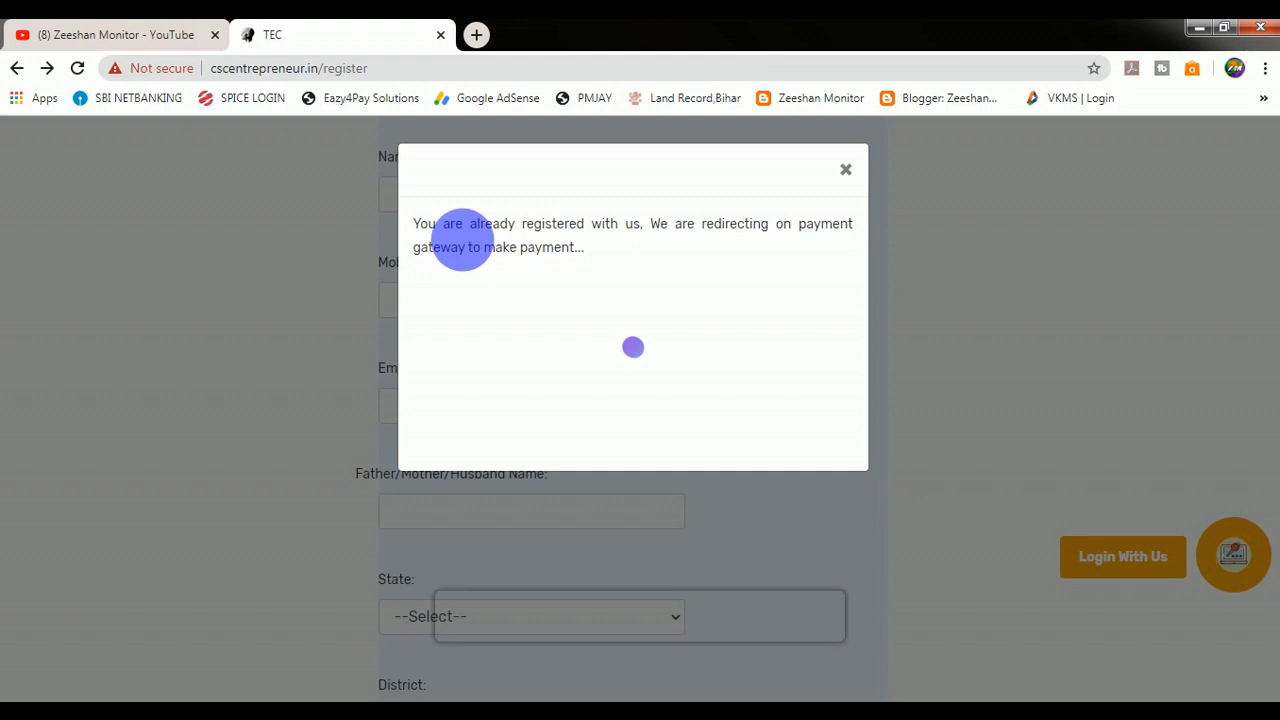 (8) Zeeshan Monitor - YouTube
TEC
Not secure
cscentrepreneur.in/register
Apps
SBI NETBANKING
SPICE LOGIN
Eazy4Pay Solutions
Google AdSense
PMJAY
Land Record,Bihar
Zeeshan Monitor
Blogger: Zeeshan...
VKMS | Login
»
You are already registered with us, We are redirecting on payment
gateway to make payment...
Father/Mother/Husband Name:
State:
--Select--
District:
Login With Us